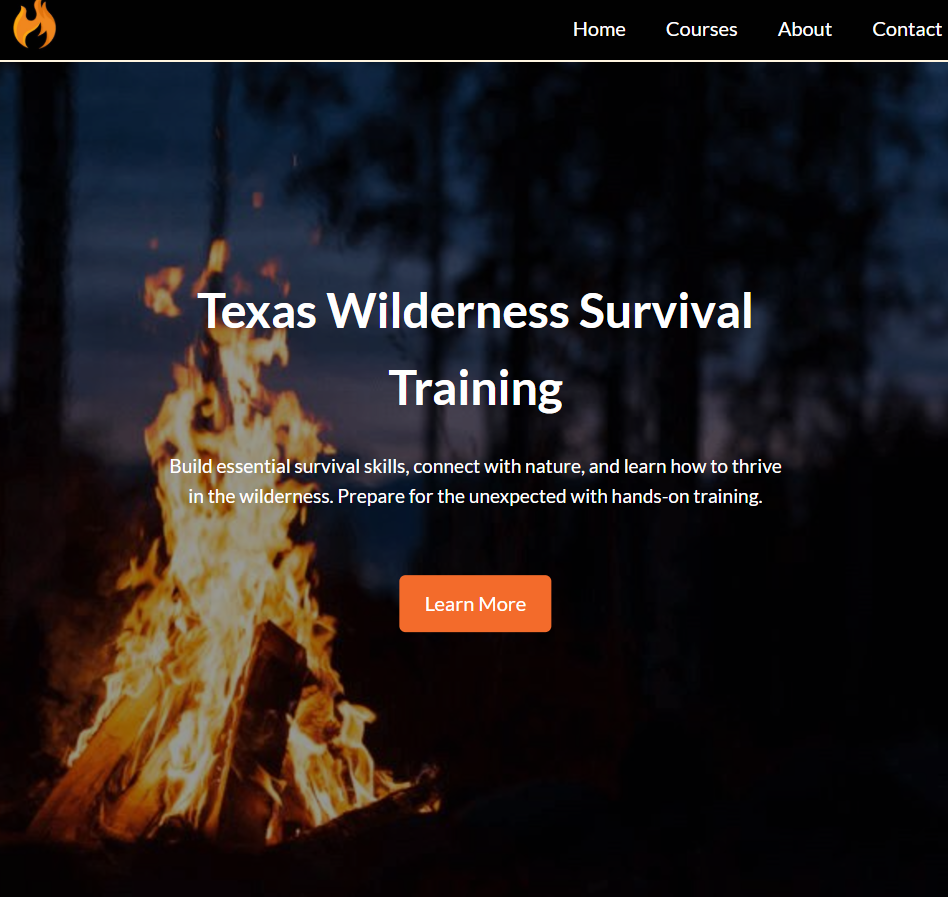 Home Courses About Contact
Texas Wilderness Survival
Training
Build essential survival skills, connect with nature, and learn how to thrive
in the wilderness. Prepare for the unexpected with hands-on training.
Learn More